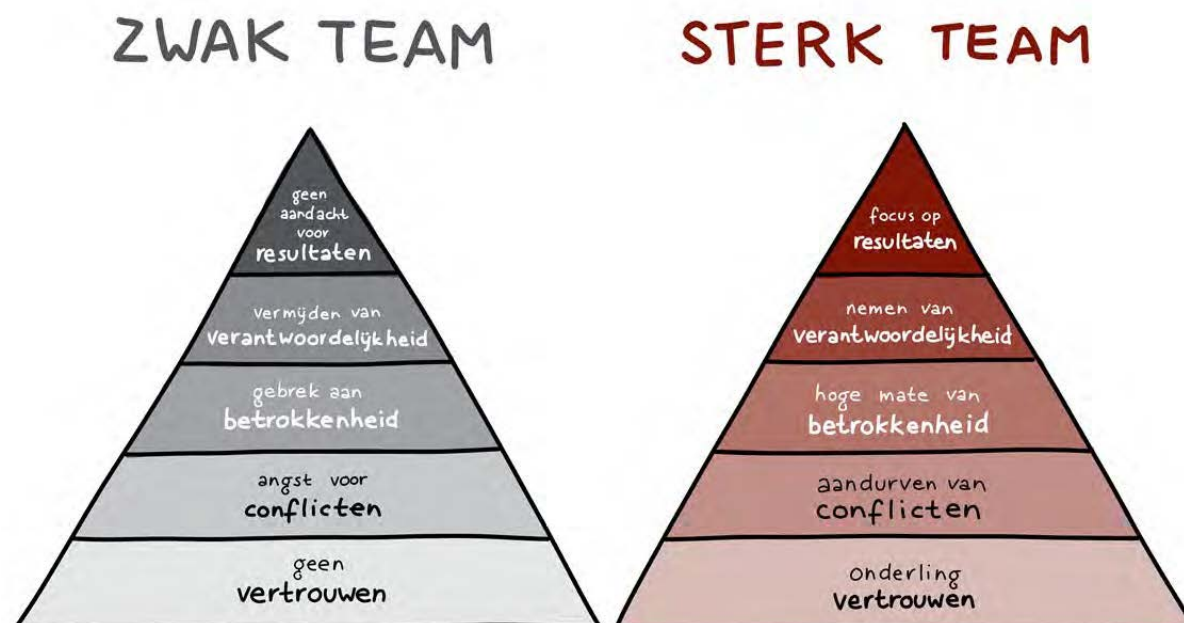 ZWAK TEAM
geen
aandacht
voor
resultaten
vermijden van
verantwoordelijkheid
gebrek aan
betrokkenheid
angst voor
conflicten
geen
vertrouwen
STERK TEAM
focus op
resultaten
nemen van
verantwoordelijkheid
hoge mate van
betrokkenheid
aandurven van
conflicten
onderling
vertrouwen